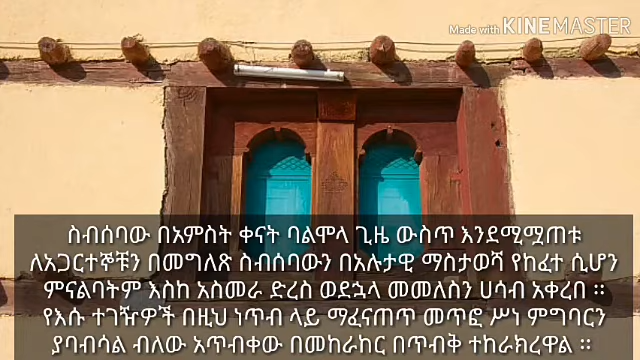 Made with KINEMASTER
ስብሰባው በአምስት ቀናት ባልሞላ ጊዜ ውስጥ እንደሚሟጠቱ
ለአጋርተኞቹን በመግለጽ ስብሰባውን በአሉታዊ ማስታወሻ የከፈተ ሲሆን
ምናልባትም እስከ አስመራ ድረስ ወደኋላ መመለስን ሀሳብ አቀረበ ።
የእሱ ተገዥዎች በዚህ ነጥብ ላይ ማፈናጠጥ መጥፎ ሥነ ምግባርን
ያባብሳል ብለው አጥብቀው በመከራከር በጥብቅ ተከራክረዋል ።